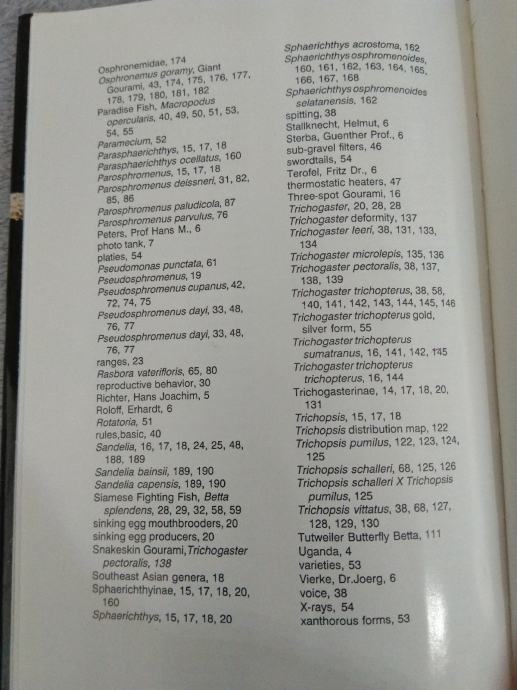 Osphronemidae, 174
Osphronemus goramy, Giant
Gourami, 43, 174, 175, 176, 177,
178, 179, 180, 181, 182
Paradise Fish, Macropodus
opercularis, 40, 49, 50, 51, 53,
54, 55
Paramecium, 52
Parasphaerichthys, 15, 17, 18
Parasphaerichthys ocellatus, 160
Parosphromenus, 15, 17, 18
Parosphromenus deissneri, 31, 82,
85, 86
Parosphromenus paludicola, 87
Parosphromenus parvulus, 76
Peters, Prof Hans M., 6
photo tank, 7
platies, 54
Pseudomonas punctata, 61
Pseudosphromenus, 19
Pseudosphromenus cupanus, 42,
72, 74, 75
Pseudosphromenus dayi, 33, 48,
76, 77
Pseudosphromenus dayi, 33, 48,
76, 77
ranges, 23
Rasbora vaterifloris, 65, 80
reproductive behavior, 30
Richter, Hans Joachim, 5
Roloff, Erhardt, 6
Rotatoria, 51
rules,basic, 40
Sandelia, 16, 17, 18, 24, 25, 48,
188, 189
Sandelia bainsii, 189, 190
Sandelia capensis, 189, 190
Siamese Fighting Fish, Betta
splendens, 28, 29, 32, 58, 59
sinking egg mouthbrooders, 20
sinking egg producers, 20
Snakeskin Gourami,Trichogaster
pectoralis, 138
Southeast Asian genera, 18
Sphaerichthyinae, 15, 17, 18, 20,
160
Sphaerichthys, 15, 17, 18, 20
Sphaerichthys acrostoma, 162
Sphaerichthys osphromenoides,
160, 161, 162, 163, 164, 165,
166, 167, 168
Sphaerichthys osphromenoides
selatanensis, 162
spitting, 38
Stallknecht, Helmut, 6
Sterba, Guenther Prof., 6
sub-gravel filters, 46
swordtails, 54
Terofel, Fritz Dr., 6
thermostatic heaters, 47
Three-spot Gourami, 16
Trichogaster, 20, 28, 28
Trichogaster deformity, 137
Trichogaster leeri, 38, 131, 133,
134
Trichogaster microlepis, 135, 136
Trichogaster pectoralis, 38, 137,
138, 139
Trichogaster trichopterus, 38, 58,
140, 141, 142, 143, 144, 145, 146
Trichogaster trichopterus gold,
silver form, 55
Trichogaster trichopterus
sumatranus, 16, 141, 142, 145
Trichogaster trichopterus
trichopterus, 16, 144
Trichogasterinae, 14, 17, 18, 20,
131
Trichopsis, 15, 17, 18
Trichopsis distribution map, 122
Trichopsis pumilus, 122, 123, 124,
125
Trichopsis schalleri, 68, 125, 126
Trichopsis schalleri X Trichopsis
pumilus, 125
Trichopsis vittatus, 38, 68, 127,
128, 129, 130
Tutweiler Butterfly Betta, 111
Uganda, 4
varieties, 53
Vierke, Dr.Joerg, 6
voice, 38
X-rays, 54
xanthorous forms, 53